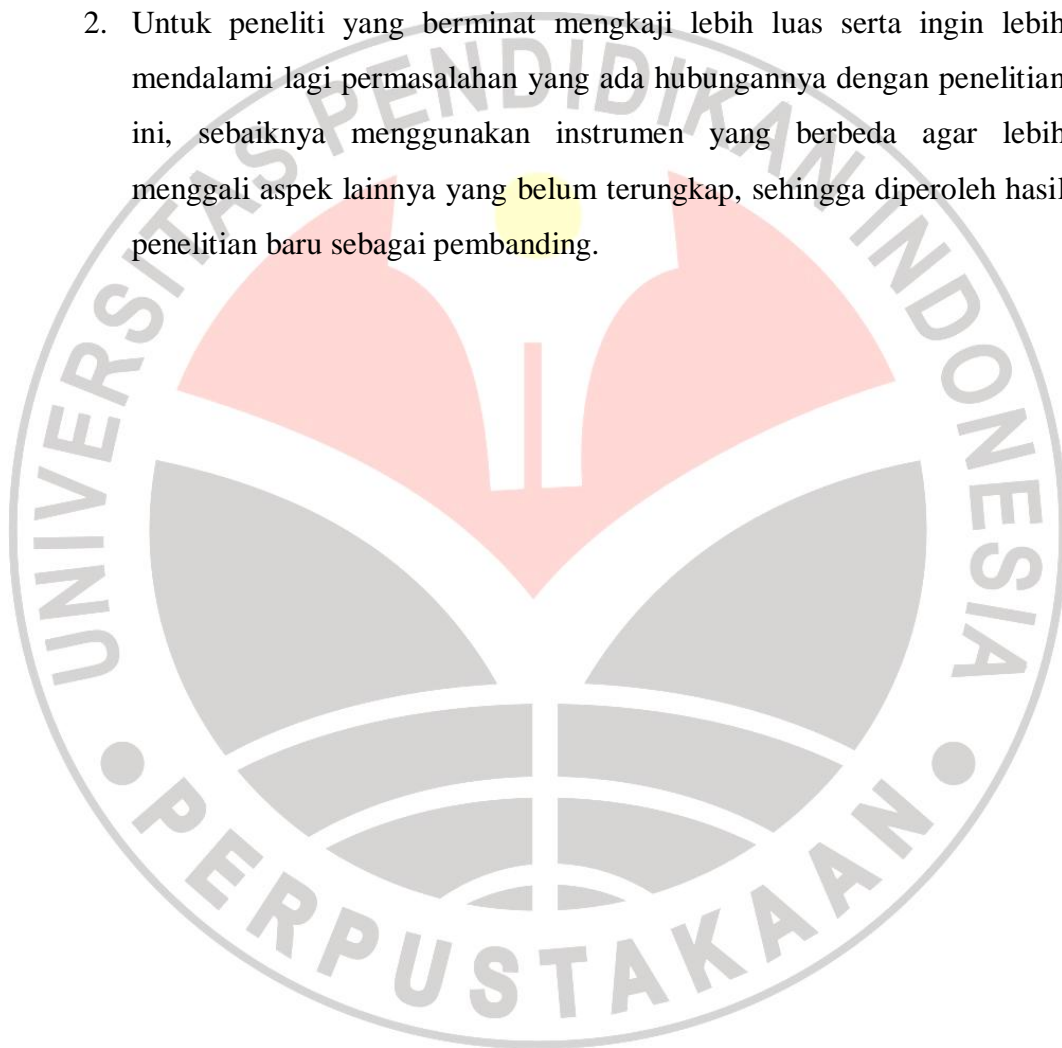 2. Untuk peneliti yang berminat mengkaji lebih luas serta ingin lebih
mendalami lagi permasalahan yang ada hubungannya dengan penelitian
ini, sebaiknya menggunakan instrumen yang berbeda agar lebih
menggali aspek lainnya yang belum terungkap, sehingga diperoleh hasil
penelitian baru sebagai pembanding.
UNIVERSITAS PENDIDIKAN INDONESIA
PERPUSTAKAAN